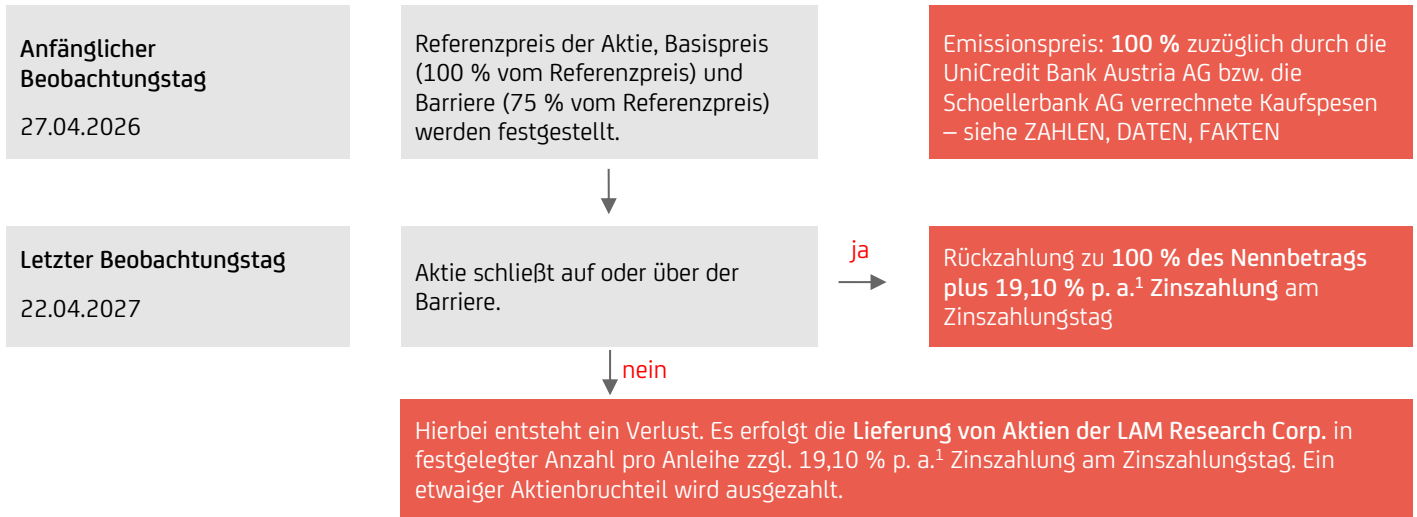 Anfänglicher
Beobachtungstag
27.04.2026
Referenzpreis der Aktie, Basispreis
(100 % vom Referenzpreis) und
Barriere (75 % vom Referenzpreis)
werden festgestellt.
Emissionspreis: 100 % zuzüglich durch die
UniCredit Bank Austria AG bzw. die
Schoellerbank AG verrechnete Kaufspesen
– siehe ZAHLEN, DATEN, FAKTEN
Letzter Beobachtungstag
22.04.2027
Aktie schließt auf oder über der
Barriere.
ja
Rückzahlung zu 100 % des Nennbetrags
plus 19,10 % p. a.¹ Zinszahlung am
Zinszahlungstag
nein
Hierbei entsteht ein Verlust. Es erfolgt die Lieferung von Aktien der LAM Research Corp. in
festgelegter Anzahl pro Anleihe zzgl. 19,10 % p. a.¹ Zinszahlung am Zinszahlungstag. Ein
etwaiger Aktienbruchteil wird ausgezahlt.